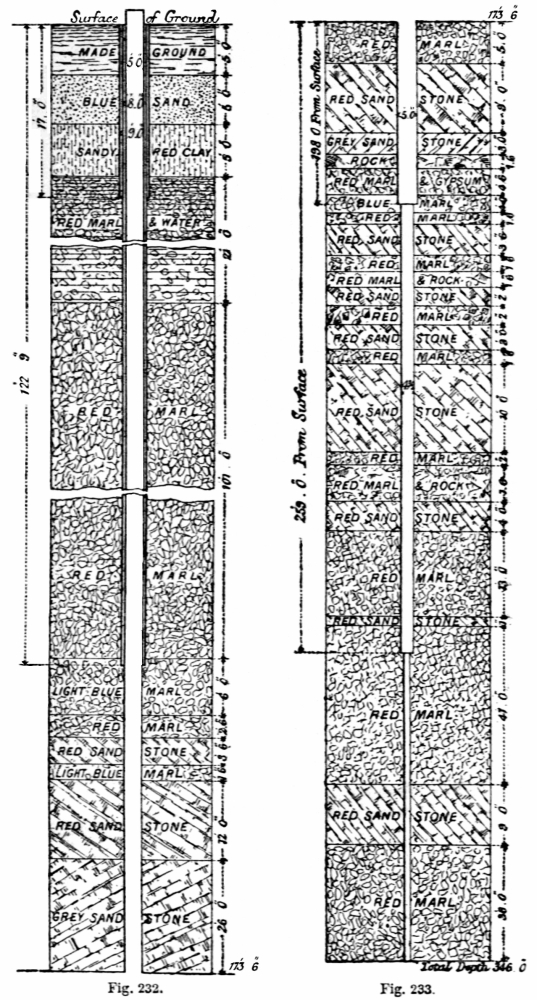 Surface of Ground
MADE GROUND
5.0
5.0
BLUE SAND
8.0
6.0
9.0
SANDY RED CLAY
5.0
17.0
RED MARL & WATER
RED MARL
101 0
122 9
RED MARL
LIGHT BLUE MARL
6 0
RED MARL
RED SAND STONE
LIGHT BLUE MARL
RED SAND STONE
12 0
GREY SAND STONE
26 0
173 6
Fig. 232.
173 6
RED MARL
5.0
198 0 From Surface
RED SAND STONE
5.0
GREY SAND STONE
3.0
ROCK
1.6
RED MARL & GYPSUM
BLUE MARL
RED MARL
1.0
RED SAND STONE
RED MARL
RED MARL & ROCK
RED SAND STONE
RED MARL
RED SAND STONE
RED MARL
RED SAND STONE
10 0
RED MARL
259.0. From Surface
RED MARL & ROCK
RED SAND STONE
RED MARL
RED SAND STONE
RED MARL
47.0
RED SAND STONE
9 0
RED MARL
38.0
Total Depth 346.0
Fig. 233.